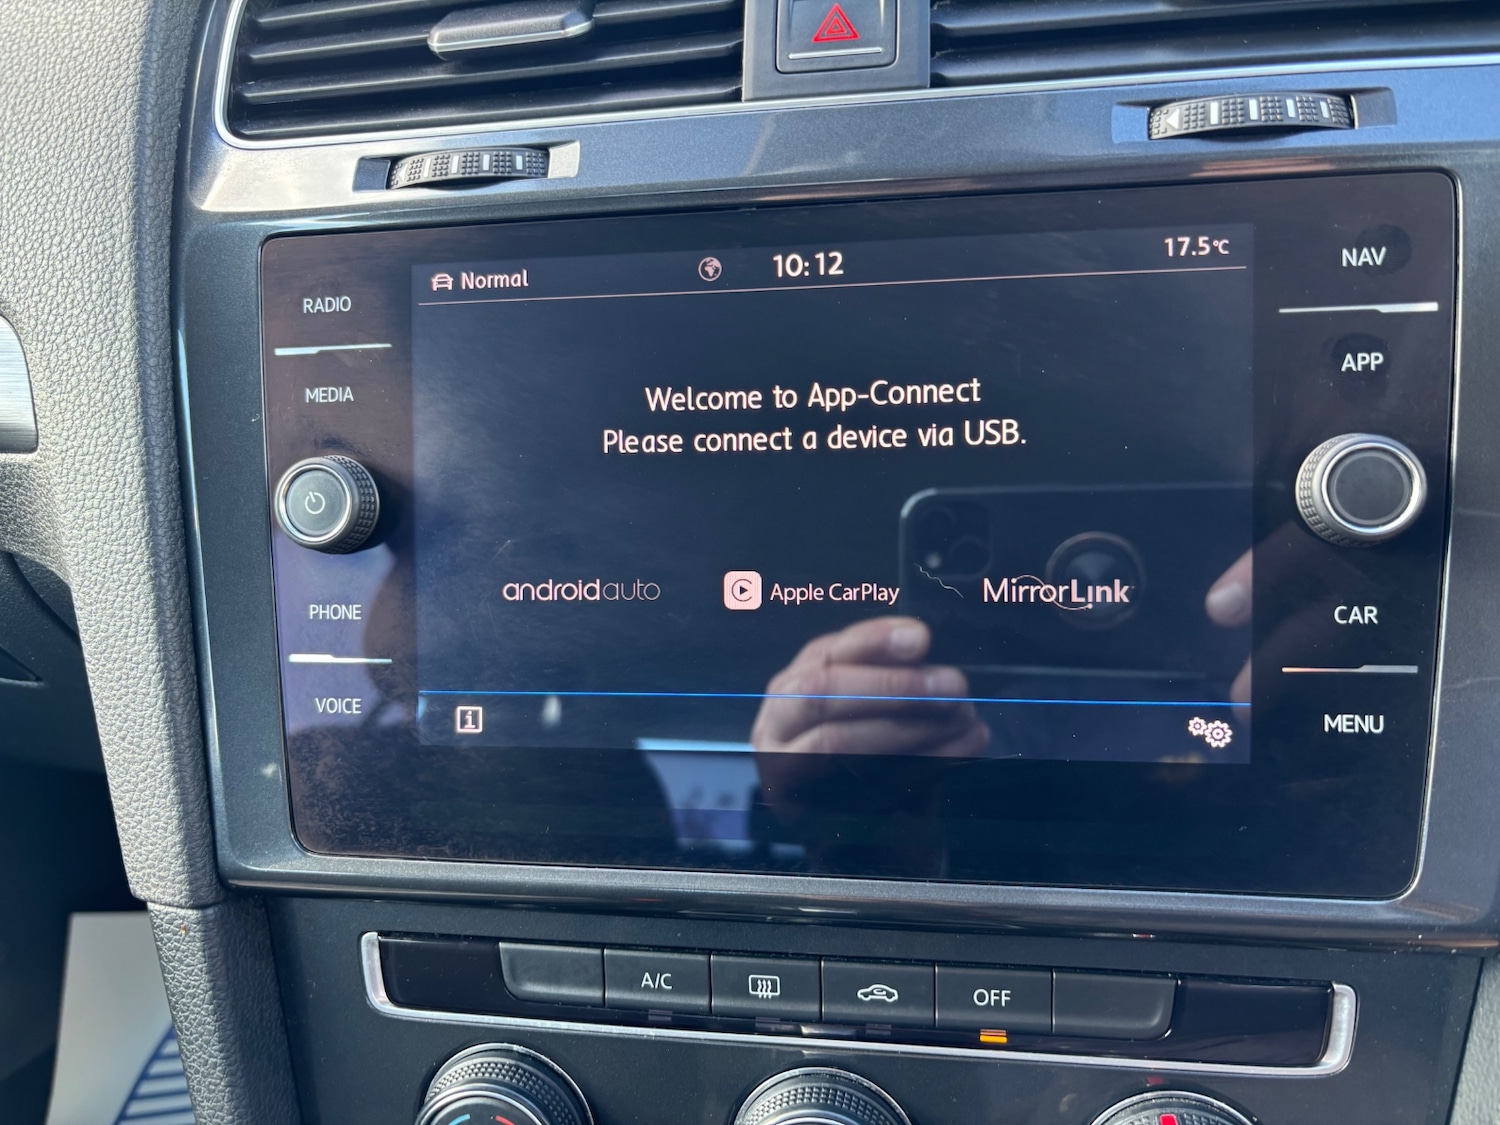 Normal
10:12
17.5°C
NAV
RADIO
APP
MEDIA
Welcome to App-Connect
Please connect a device via USB.
androidauto
Apple CarPlay
MirrorLink
PHONE
CAR
VOICE
i
MENU
A/C
OFF